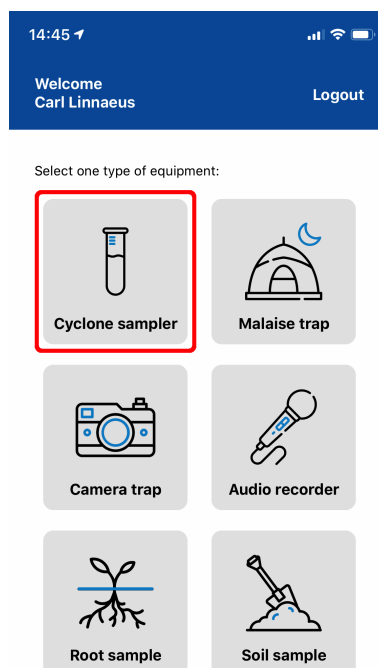 14:45
Welcome
Carl Linnaeus
Logout
Select one type of equipment:
Cyclone sampler
Malaise trap
Camera trap
Audio recorder
Root sample
Soil sample